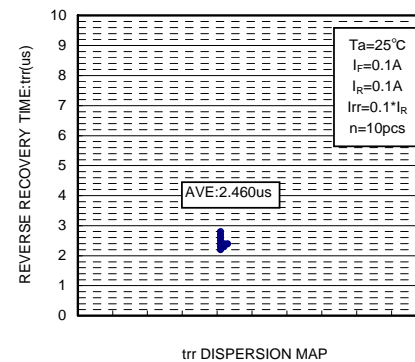 REVERSE RECOVERY TIME:trr(us)
10
9
8
7
6
5
4
3
2
1
0
Ta=25℃
IF=0.1A
IR=0.1A
Irr=0.1*IR
n=10pcs
AVE:2.460us
trr DISPERSION MAP